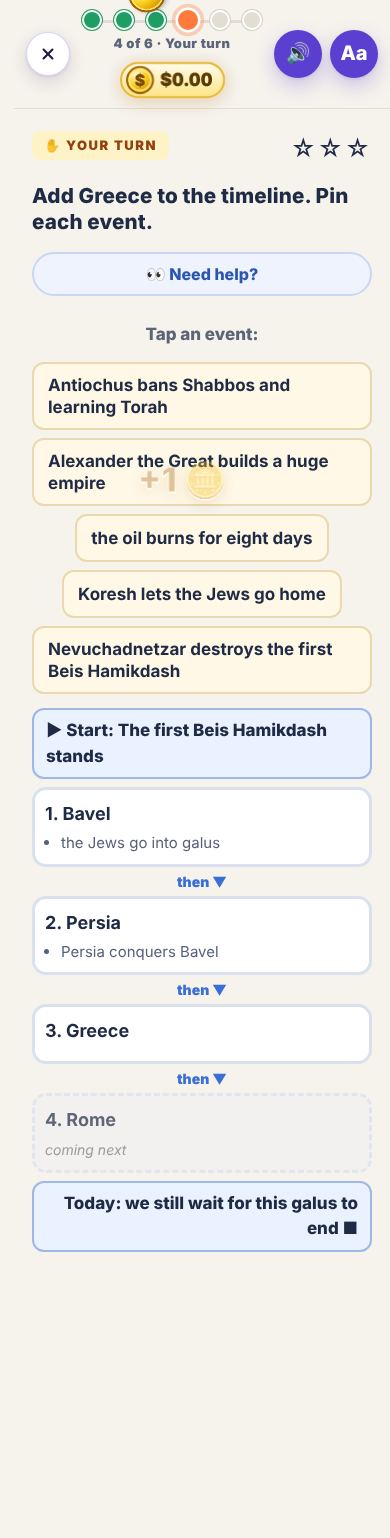 4 of 6 · Your turn
$ $0.00
Aa
YOUR TURN
Add Greece to the timeline. Pin
each event.
Need help?
Tap an event:
Antiochus bans Shabbos and
learning Torah
Alexander the Great builds a huge
empire
+1
the oil burns for eight days
Koresh lets the Jews go home
Nevuchadnetzar destroys the first
Beis Hamikdash
▶ Start: The first Beis Hamikdash
stands
1. Bavel
• the Jews go into galus
then ▼
2. Persia
• Persia conquers Bavel
then ▼
3. Greece
then ▼
4. Rome
coming next
Today: we still wait for this galus to
end ■